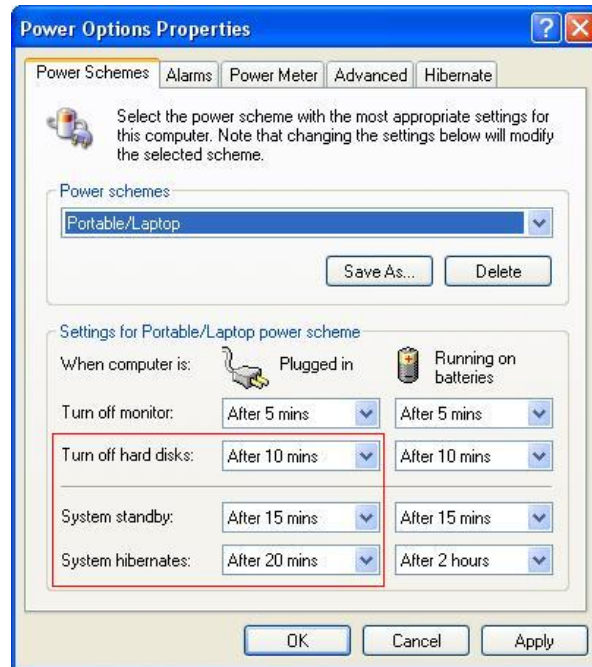 Power Options Properties
Power Schemes Alarms Power Meter Advanced Hibernate
Select the power scheme with the most appropriate settings for
this computer. Note that changing the settings below will modify
the selected scheme.
Power schemes
Portable/Laptop
Save As... Delete
Settings for Portable/Laptop power scheme
When computer is: Plugged in Running on
batteries
Turn off monitor: After 5 mins After 5 mins
Turn off hard disks: After 10 mins After 10 mins
System standby: After 15 mins After 15 mins
System hibernates: After 20 mins After 2 hours
OK Cancel Apply